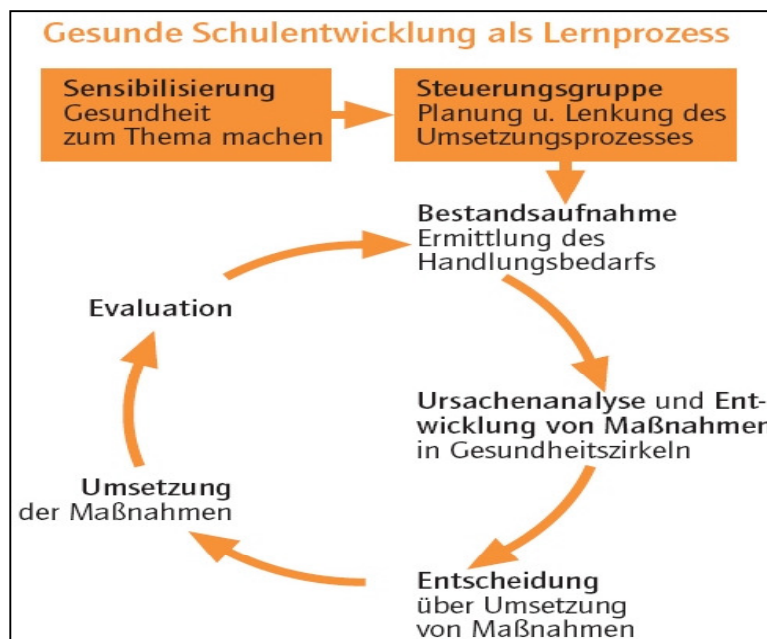 Gesunde Schulentwicklung als Lernprozess
Sensibilisierung
Gesundheit
zum Thema machen
Steuerungsgruppe
Planung u. Lenkung des
Umsetzungsprozesses
Bestandsaufnahme
Ermittlung des
Handlungsbedarfs
Ursachenanalyse und Ent-
wicklung von Maßnahmen
in Gesundheitszirkeln
Entscheidung
über Umsetzung
von Maßnahmen
Umsetzung
der Maßnahmen
Evaluation